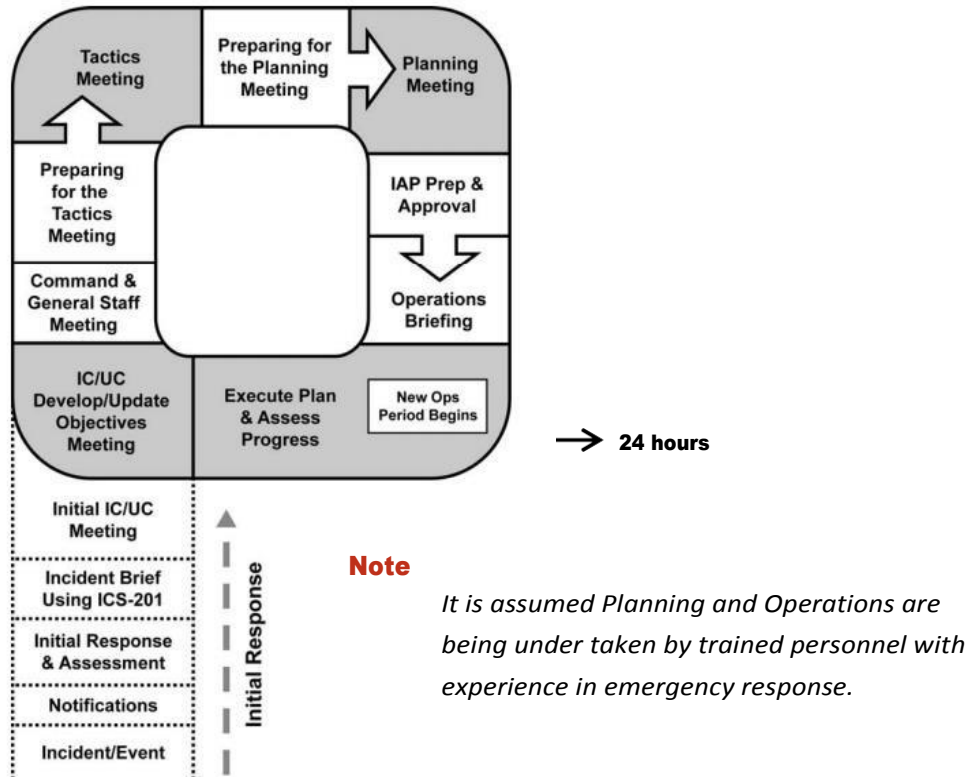 Tactics
Meeting
Preparing for
the Planning
Meeting
Planning
Meeting
Preparing
for the
Tactics
Meeting
IAP Prep &
Approval
Command &
General Staff
Meeting
Operations
Briefing
IC/UC
Develop/Update
Objectives
Meeting
Execute Plan
& Assess
Progress
New Ops
Period Begins
24 hours
Initial IC/UC
Meeting
Incident Brief
Using ICS-201
Initial Response
& Assessment
Notifications
Incident/Event
Initial Response
Note
It is assumed Planning and Operations are
being under taken by trained personnel with
experience in emergency response.